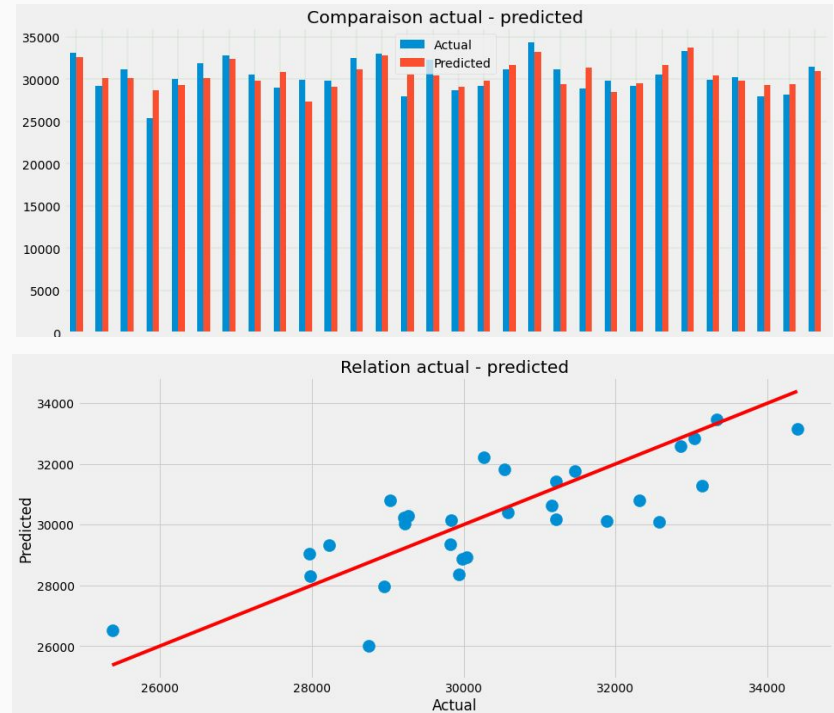 Comparaison actual - predicted
35000
30000
25000
20000
15000
10000
5000
0
Actual
Predicted
Relation actual - predicted
34000
32000
30000
28000
26000
Predicted
26000 28000 30000 32000 34000
Actual